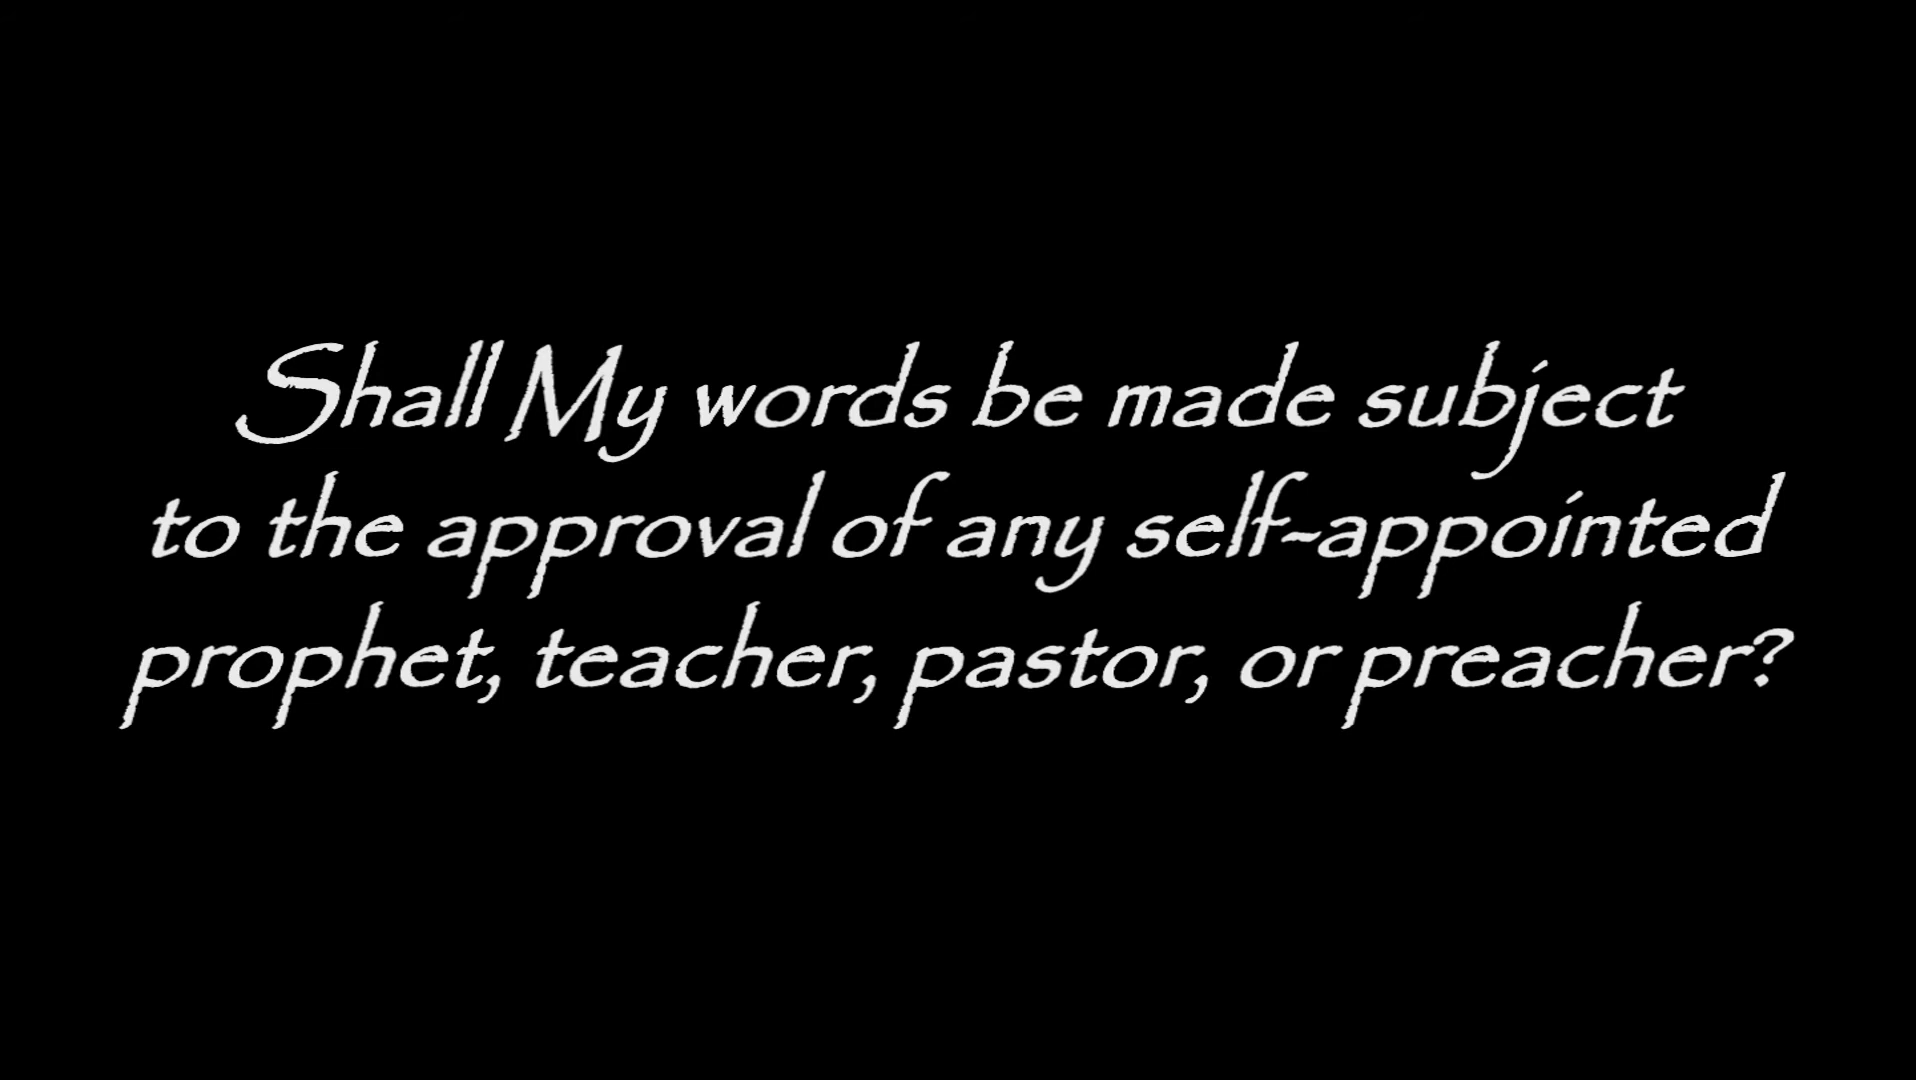 Shall My words be made subject
to the approval of any self-appointed
prophet, teacher, pastor, or preacher?